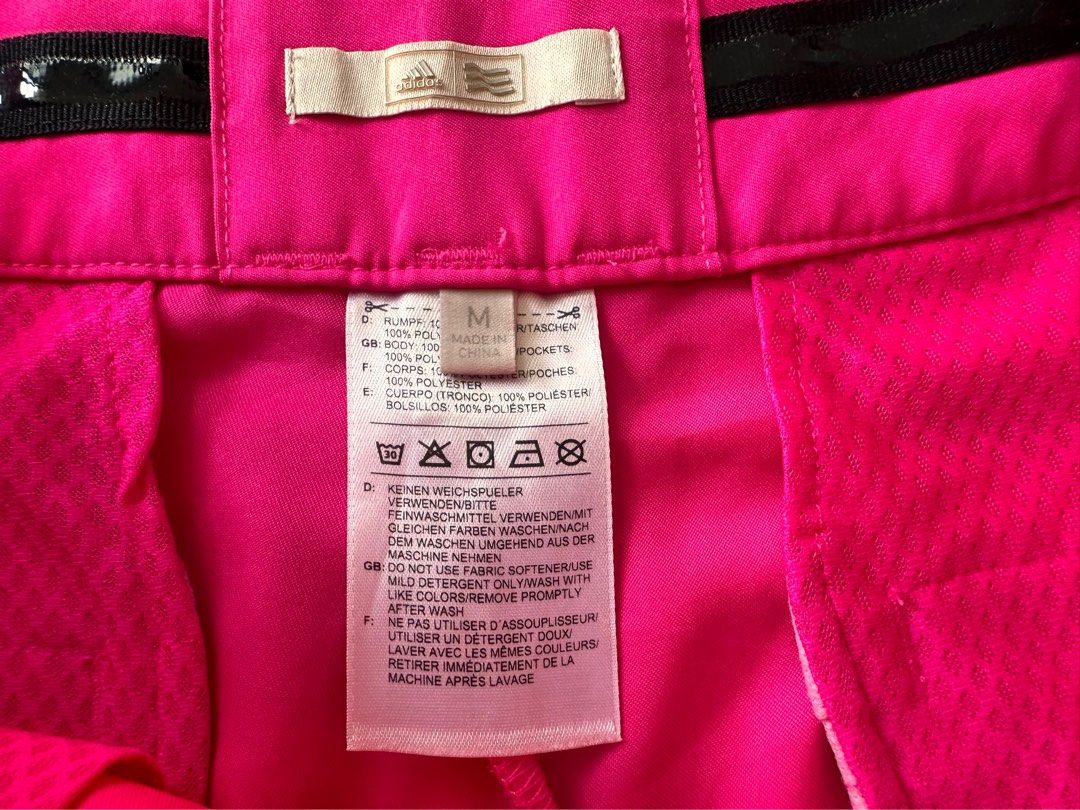 adidas
M
MADE IN
CHINA
D: RUMPF: R/TASCHEN:
100%
GB: BODY: /POCKETS:
100%
F: CORPS: /POCHES:
100% POLYESTER
E: CUERPO (TRONCO): 100% POLIÉSTER/
BOLSILLOS: 100% POLIÉSTER
30
D: KEINEN WEICHSPUELER
VERWENDEN/BITTE
FEINWASCHMITTEL VERWENDEN/MIT
GLEICHEN FARBEN WASCHEN/NACH
DEM WASCHEN UMGEHEND AUS DER
MASCHINE NEHMEN
GB: DO NOT USE FABRIC SOFTENER/USE
MILD DETERGENT ONLY/WASH WITH
LIKE COLORS/REMOVE PROMPTLY
AFTER WASH
F: NE PAS UTILISER D'ASSOUPLISSEUR/
UTILISER UN DÉTERGENT DOUX/
LAVER AVEC LES MÊMES COULEURS/
RETIRER IMMÉDIATEMENT DE LA
MACHINE APRÈS LAVAGE